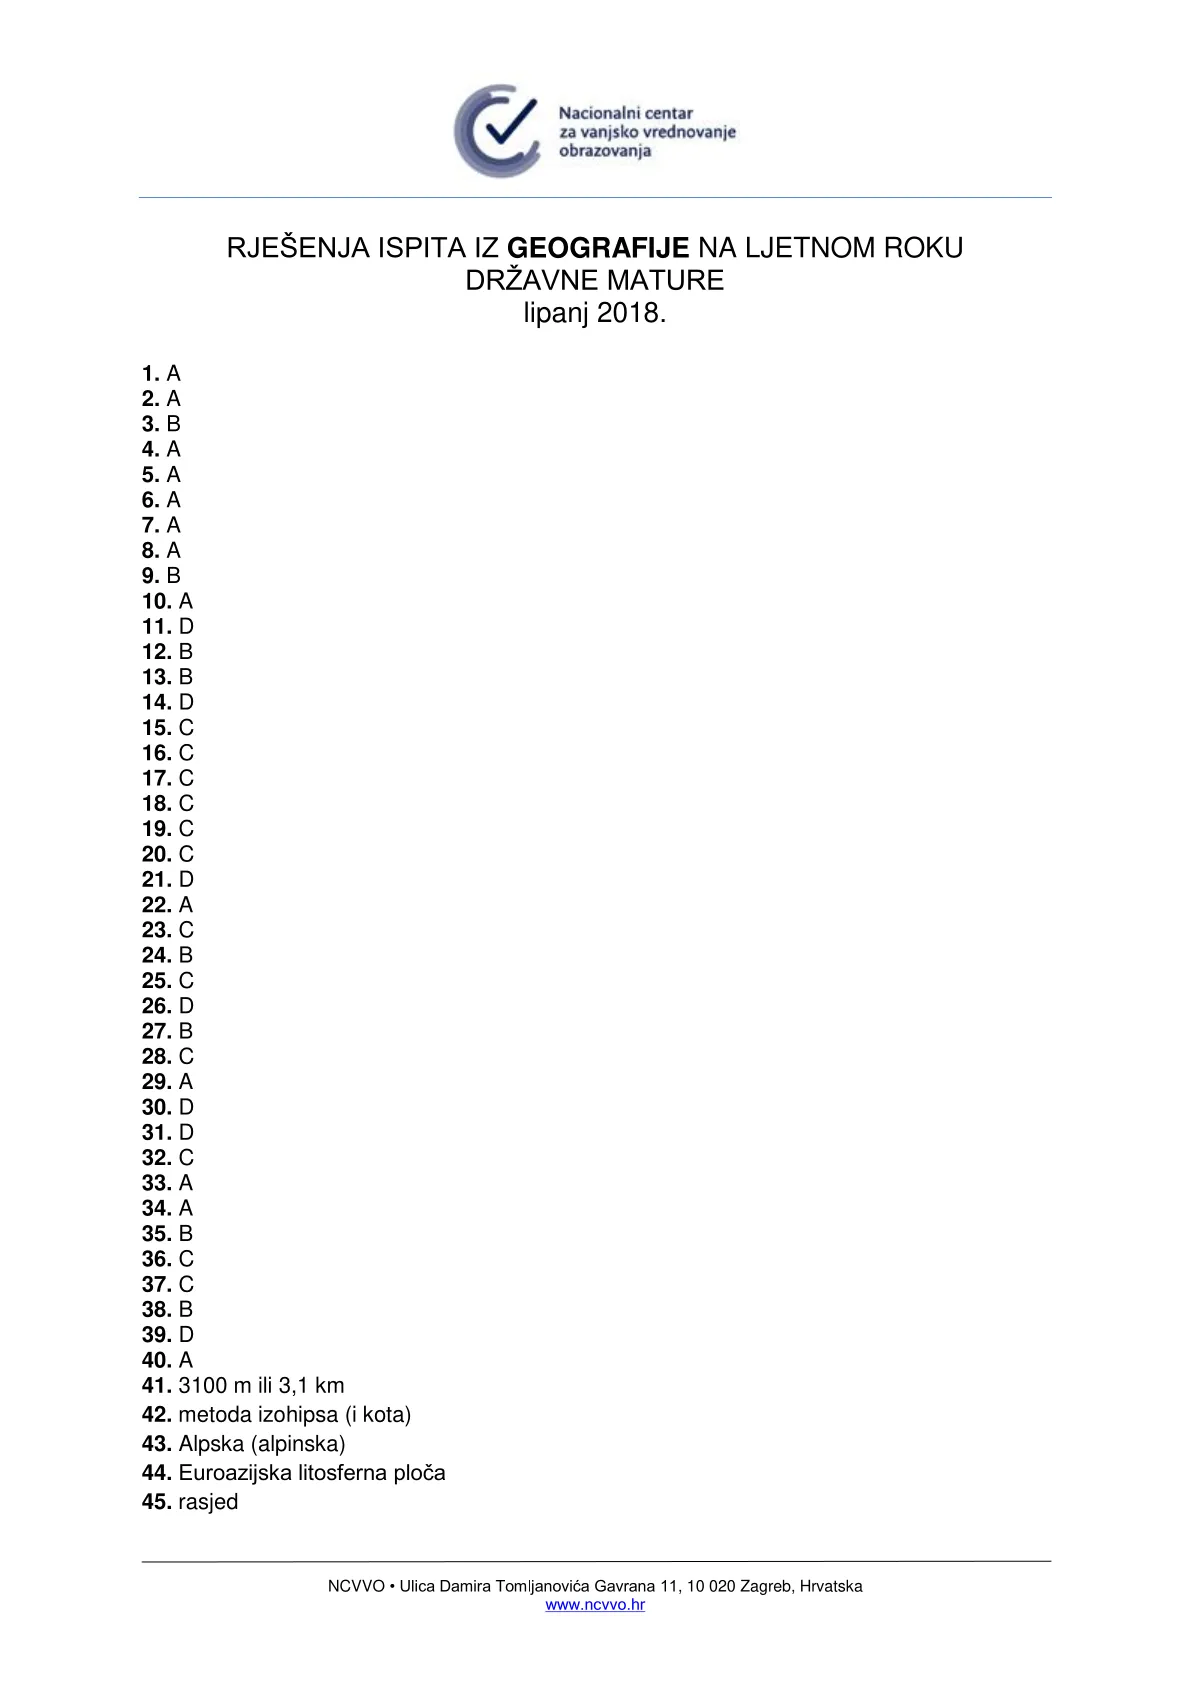 Nacionalni centar
za vanjsko vrednovanje
obrazovanja
RJEŠENJA ISPITA IZ GEOGRAFIJE NA LJETNOM ROKU
DRŽAVNE MATURE
lipanj 2018.
1. A
2. A
3. B
4. A
5. A
6. A
7. A
8. A
9. B
10. A
11. D
12. B
13. B
14. D
15. C
16. C
17. C
18. C
19. C
20. C
21. D
22. A
23. C
24. B
25. C
26. D
27. B
28. C
29. A
30. D
31. D
32. C
33. A
34. A
35. B
36. C
37. C
38. B
39. D
40. A
41. 3100 m ili 3,1 km
42. metoda izohipsa (i kota)
43. Alpska (alpinska)
44. Euroazijska litosferna ploča
45. rasjed
NCVVO • Ulica Damira Tomljanovića Gavrana 11, 10 020 Zagreb, Hrvatska
www.ncvvo.hr